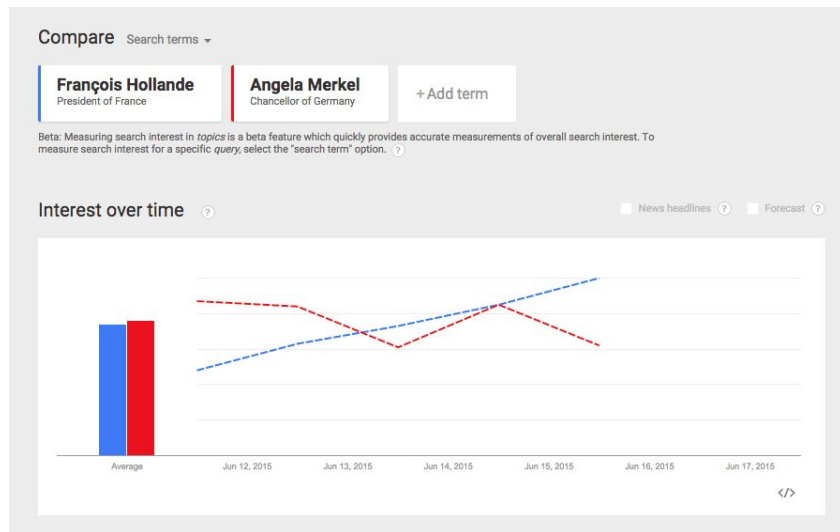 Compare Search terms
François Hollande
President of France
Angela Merkel
Chancellor of Germany
+Add term
Beta: Measuring search interest in topics is a beta feature which quickly provides accurate measurements of overall search interest. To
measure search interest for a specific query, select the "search term" option. ?
Interest over time ?
News headlines ? Forecast ?
Average Jun 12, 2015 Jun 13, 2015 Jun 14, 2015 Jun 15, 2015 Jun 16, 2015 Jun 17, 2015
</>